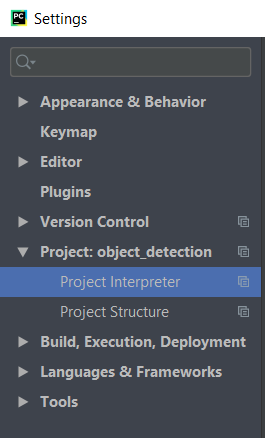 PC
Settings
Appearance & Behavior
Keymap
Editor
Plugins
Version Control
Project: object_detection
Project Interpreter
Project Structure
Build, Execution, Deployment
Languages & Frameworks
Tools